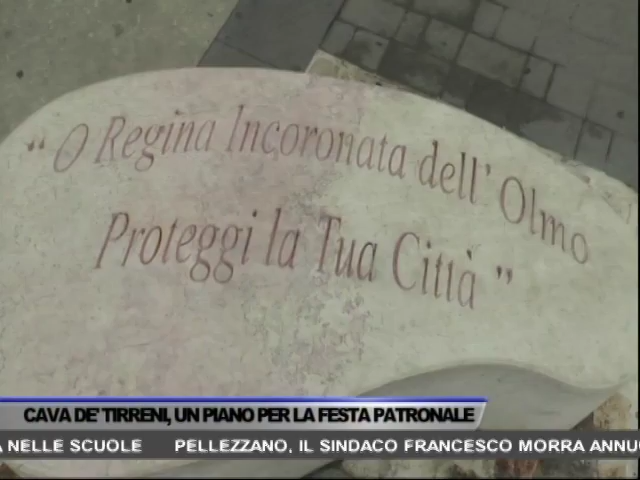 "O Regina Incoronata dell' Olmo
Proteggi la Tua Città"
CAVA DE' TIRRENI, UN PIANO PER LA FESTA PATRONALE
NELLE SCUOLE PELLEZZANO, IL SINDACO FRANCESCO MORRA